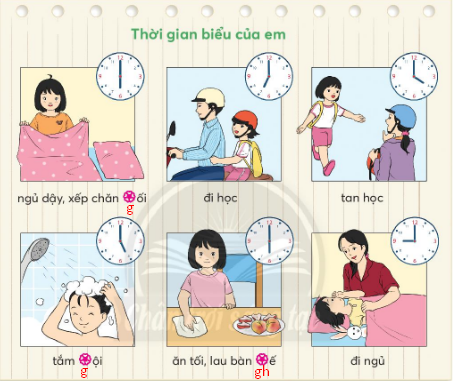 Thời gian biểu của em
ngủ dậy, xếp chăn gối
đi học
tan học
tắm gội
ăn tối, lau bàn ghế
đi ngủ